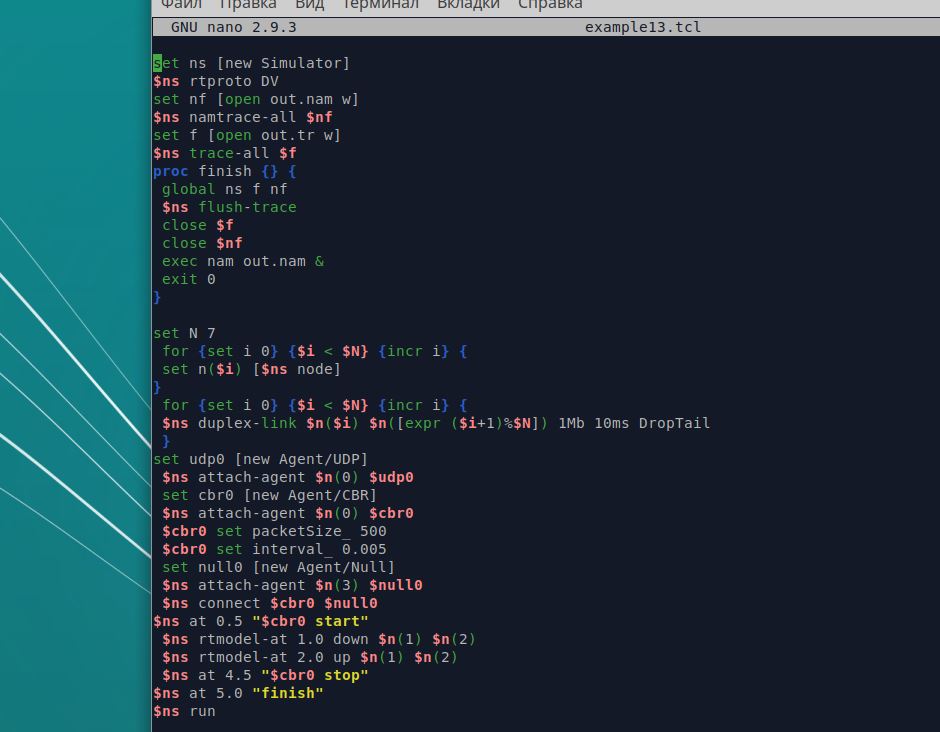 Файл Правка Вид Терминал Вкладки Справка
GNU nano 2.9.3 example13.tcl
set ns [new Simulator]
$ns rtproto DV
set nf [open out.nam w]
$ns namtrace-all $nf
set f [open out.tr w]
$ns trace-all $f
proc finish {} {
 global ns f nf
 $ns flush-trace
 close $f
 close $nf
 exec nam out.nam &
 exit 0
}
set N 7
 for {set i 0} {$i < $N} {incr i} {
 set n($i) [$ns node]
}
 for {set i 0} {$i < $N} {incr i} {
 $ns duplex-link $n($i) $n([expr ($i+1)%$N]) 1Mb 10ms DropTail
 }
set udp0 [new Agent/UDP]
 $ns attach-agent $n(0) $udp0
 set cbr0 [new Agent/CBR]
 $ns attach-agent $n(0) $cbr0
 $cbr0 set packetSize_ 500
 $cbr0 set interval_ 0.005
 set null0 [new Agent/Null]
 $ns attach-agent $n(3) $null0
 $ns connect $cbr0 $null0
$ns at 0.5 "$cbr0 start"
 $ns rtmodel-at 1.0 down $n(1) $n(2)
 $ns rtmodel-at 2.0 up $n(1) $n(2)
 $ns at 4.5 "$cbr0 stop"
$ns at 5.0 "finish"
$ns run